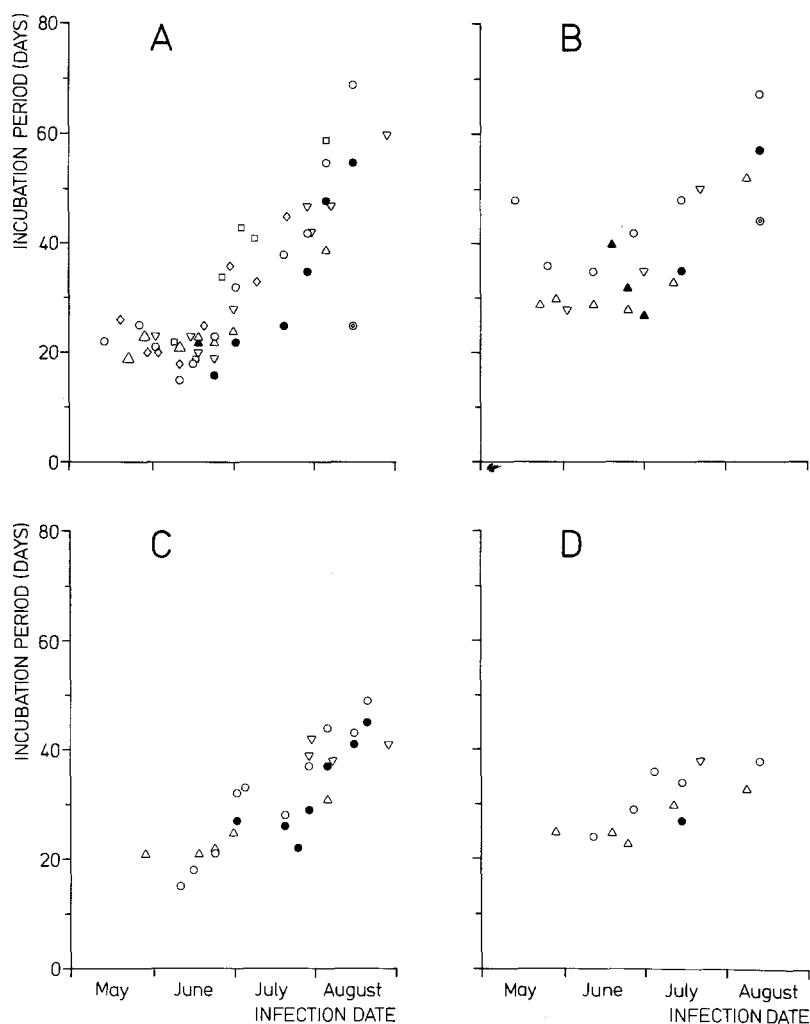 A
B
INCUBATION PERIOD (DAYS)
80
60
40
20
0
C
D
INCUBATION PERIOD (DAYS)
80
60
40
20
0
May June July August
INFECTION DATE
May June July August
INFECTION DATE